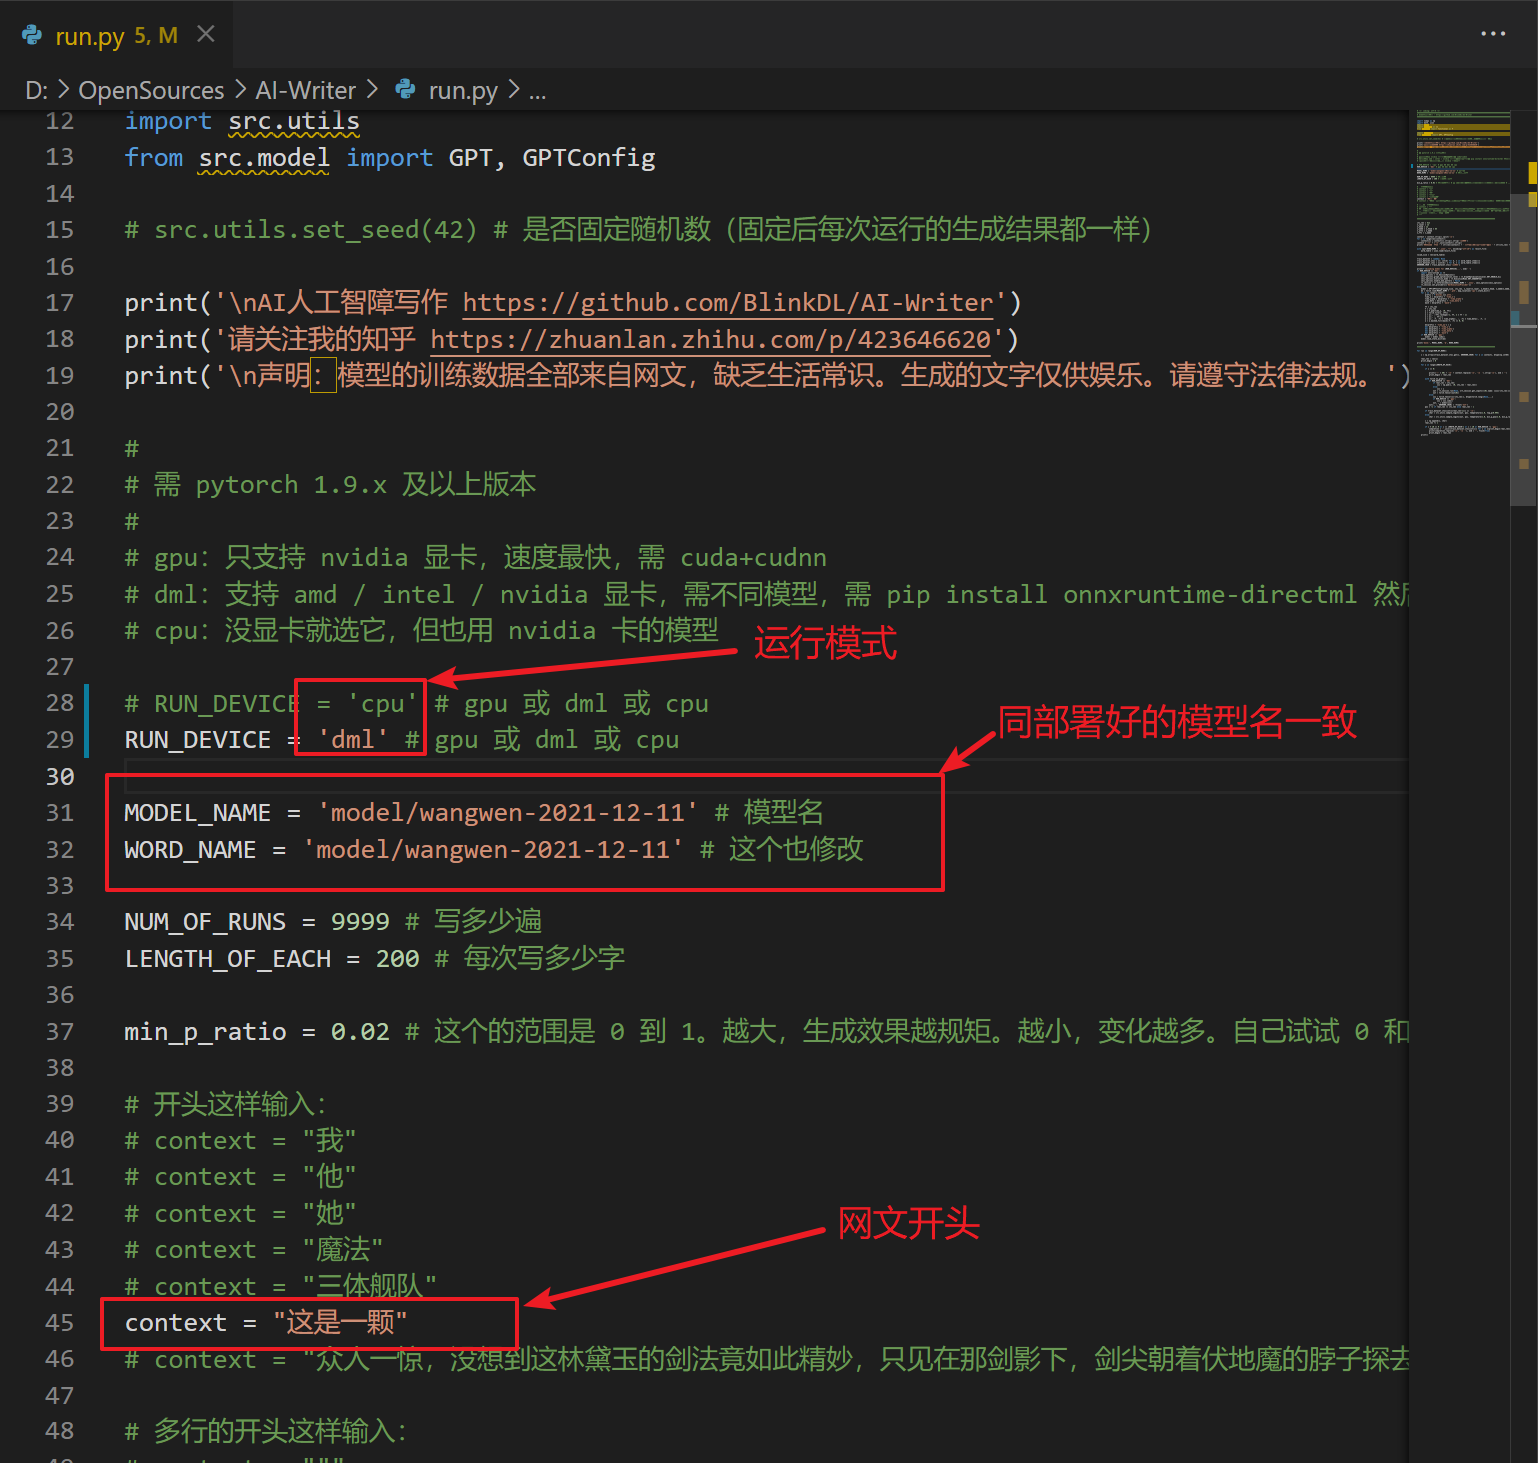 run.py 5, M
D: > OpenSources > AI-Writer > run.py > ...
12 import src.utils
13 from src.model import GPT, GPTConfig
14
15 # src.utils.set_seed(42) # 是否固定随机数（固定后每次运行的生成结果都一样）
16
17 print('\nAI人工智障写作 https://github.com/BlinkDL/AI-Writer')
18 print('请关注我的知乎 https://zhuanlan.zhihu.com/p/423646620')
19 print('\n声明：模型的训练数据全部来自网文，缺乏生活常识。生成的文字仅供娱乐。请遵守法律法规。')
20
21 #
22 # 需 pytorch 1.9.x 及以上版本
23 #
24 # gpu：只支持 nvidia 显卡，速度最快，需 cuda+cudnn
25 # dml：支持 amd / intel / nvidia 显卡，需不同模型，需 pip install onnxruntime-directml 然后
26 # cpu：没显卡就选它，但也用 nvidia 卡的模型
运行模式
27
28 # RUN_DEVICE = 'cpu' # gpu 或 dml 或 cpu
同部署好的模型名一致
29 RUN_DEVICE = 'dml' # gpu 或 dml 或 cpu
30
31 MODEL_NAME = 'model/wangwen-2021-12-11' # 模型名
32 WORD_NAME = 'model/wangwen-2021-12-11' # 这个也修改
33
34 NUM_OF_RUNS = 9999 # 写多少遍
35 LENGTH_OF_EACH = 200 # 每次写多少字
36
37 min_p_ratio = 0.02 # 这个的范围是 0 到 1。越大，生成效果越规矩。越小，变化越多。自己试试 0 和
38
39 # 开头这样输入：
40 # context = "我"
41 # context = "他"
42 # context = "她"
网文开头
43 # context = "魔法"
44 # context = "三体舰队"
45 context = "这是一颗"
46 # context = "众人一惊，没想到这林黛玉的剑法竟如此精妙，只见在那剑影下，剑尖朝着伏地魔的脖子探去
47
48 # 多行的开头这样输入：